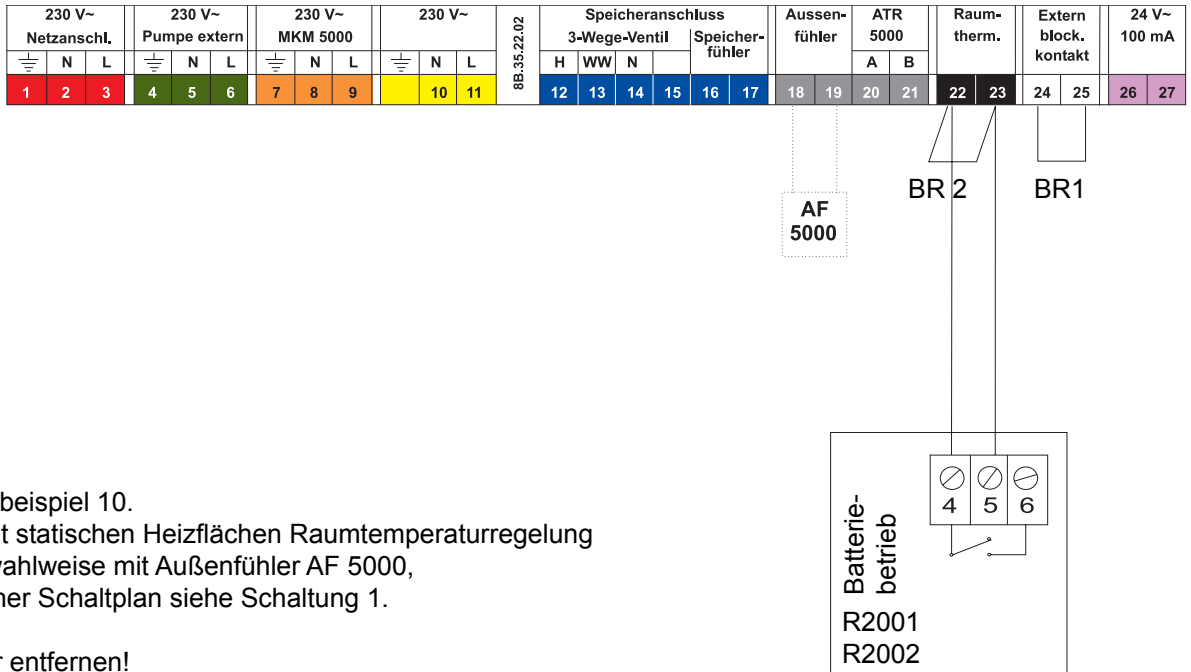 230 V~ 230 V~ 230 V~ 230 V~ 8B.35.22.02 Speicheranschluss Aussen- ATR Raum- Extern 24 V~
Netzanschl. Pumpe extern MKM 5000 3-Wege-Ventil Speicher- fühler 5000 therm. block. 100 mA
fühler kontakt
N L N L N L N L H WW N A B
1 2 3 4 5 6 7 8 9 10 11 12 13 14 15 16 17 18 19 20 21 22 23 24 25 26 27
BR 2 BR1
AF
5000
4 5 6
Batterie-
betrieb
R2001
R2002
beispiel 10.
t statischen Heizflächen Raumtemperaturregelung
wahlweise mit Außenfühler AF 5000,
ner Schaltplan siehe Schaltung 1.
r entfernen!